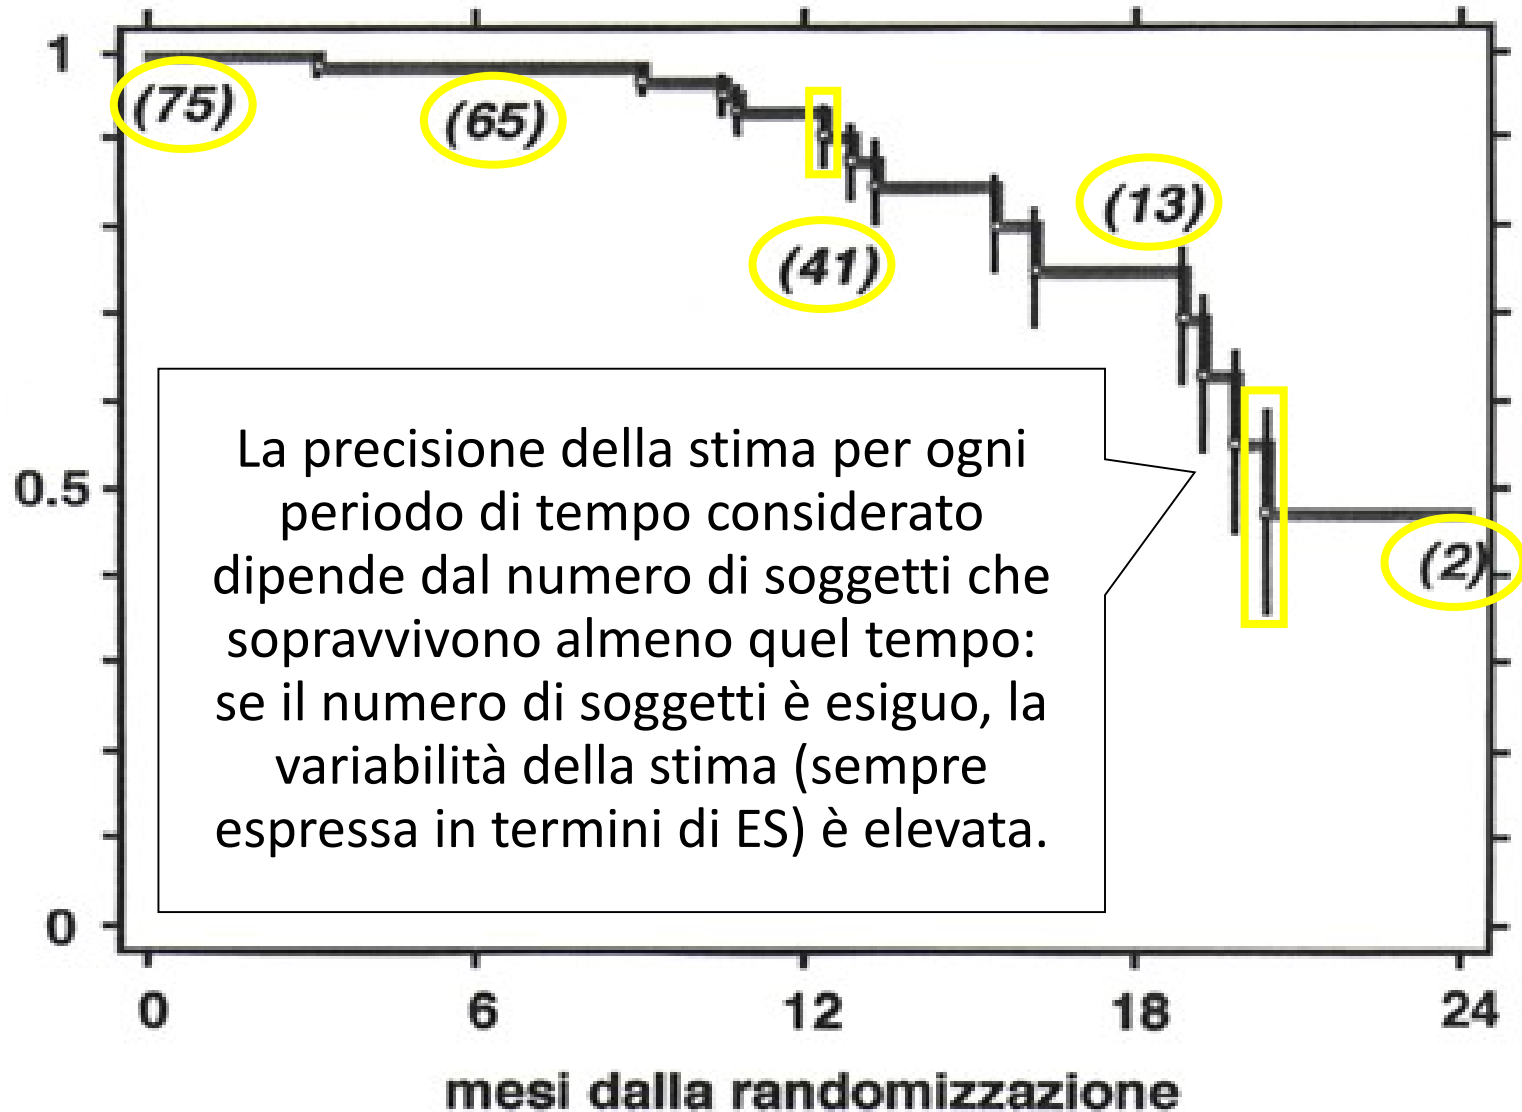 1
(75)
(65)
(13)
(41)
La precisione della stima per ogni
periodo di tempo considerato
dipende dal numero di soggetti che
sopravvivono almeno quel tempo:
se il numero di soggetti è esiguo, la
variabilità della stima (sempre
espressa in termini di ES) è elevata.
0.5
(2)
0
0 6 12 18 24
mesi dalla randomizzazione